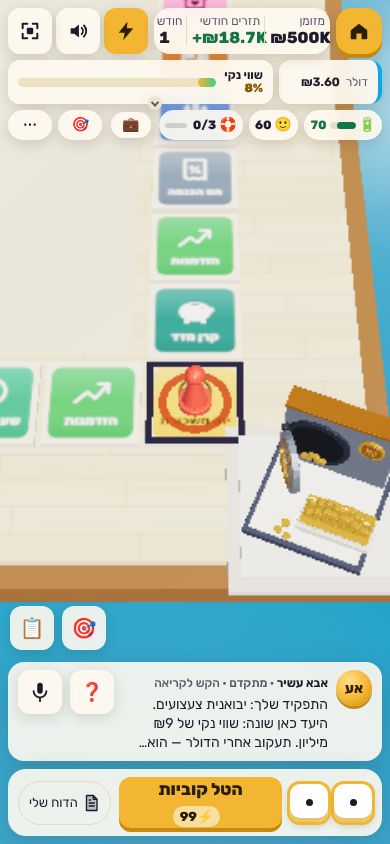 מזומן
₪500K
תזרים חודשי
+₪18.7K
חודש
1
דולר ₪3.60
שווי נקי
8%
70
60
0/3
...
מס הכנסה
הזדמנות
קרן מדד
הזדמנות
אע
אבא עשיר • מתקדם • הקש לקריאה
התפקיד שלך: יבואנית צעצועים.
היעד כאן שונה: שווי נקי של ₪9
מיליון. תעקוב אחרי הדולר — הוא...
הטל קוביות
99
הדוח שלי